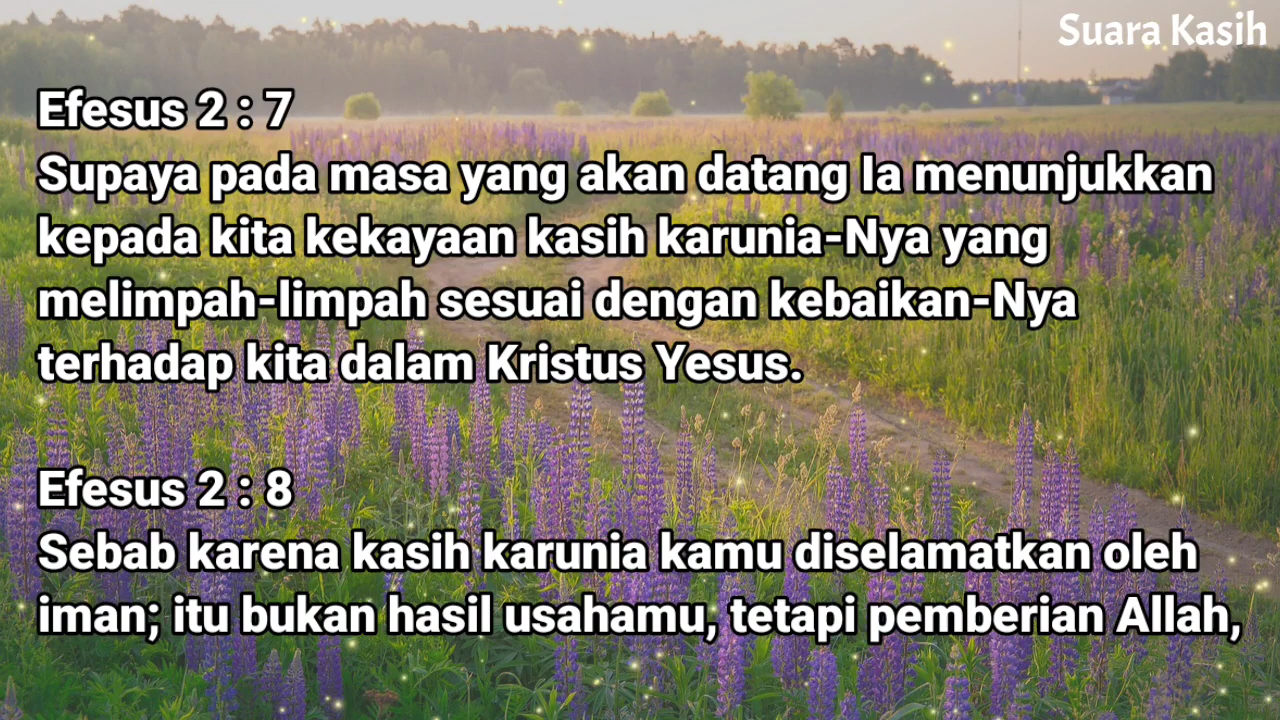 Suara Kasih
Efesus 2 : 7
Supaya pada masa yang akan datang Ia menunjukkan
kepada kita kekayaan kasih karunia-Nya yang
melimpah-limpah sesuai dengan kebaikan-Nya
terhadap kita dalam Kristus Yesus.
Efesus 2 : 8
Sebab karena kasih karunia kamu diselamatkan oleh
iman; itu bukan hasil usahamu, tetapi pemberian Allah,